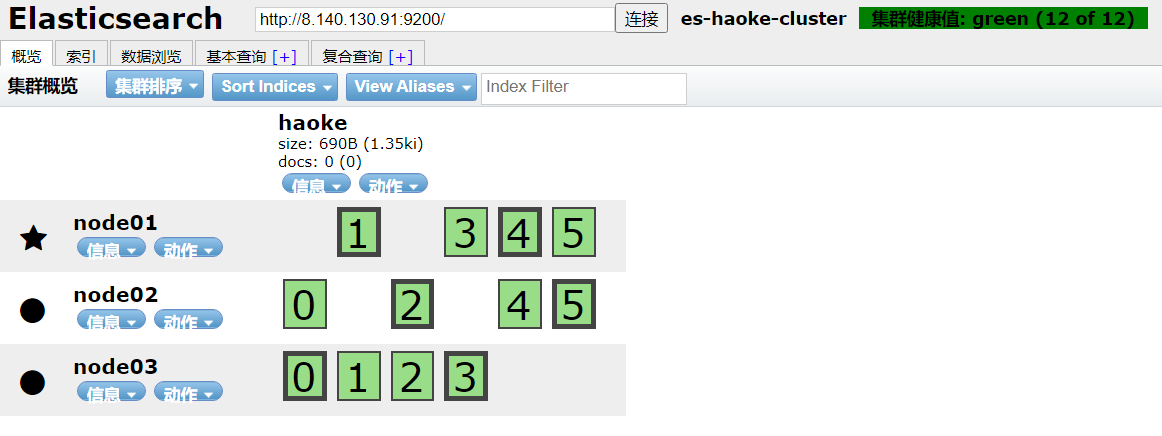 Elasticsearch http://8.140.130.91:9200/ 连接 es-haoke-cluster 集群健康值: green (12 of 12)
概览 索引 数据浏览 基本查询 [+] 复合查询 [+]
集群概览 集群排序 Sort Indices View Aliases Index Filter
haoke
size: 690B (1.35ki)
docs: 0 (0)
信息 动作
node01 1 3 4 5
信息 动作
node02 0 2 4 5
信息 动作
node03 0 1 2 3
信息 动作